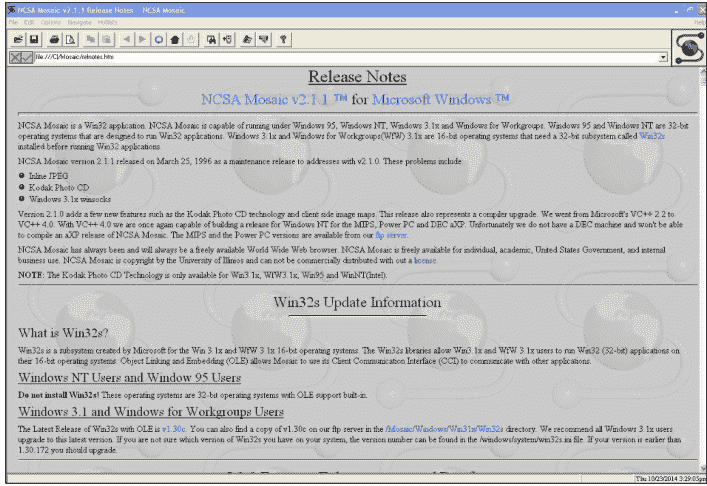 NCSA Mosaic v2.1.1 Release Notes - NCSA Mosaic
File Edit Options Navigate HotLists Help
file:///C|/Mosaic/relnotes.htm
Release Notes
NCSA Mosaic v2.1.1 ™ for Microsoft Windows ™
NCSA Mosaic is a Win32 application. NCSA Mosaic is capable of running under Windows 95, Windows NT, Windows 3.1x and Windows for Workgroups. Windows 95 and Windows NT are 32-bit
operating systems that are designed to run Win32 applications. Windows 3.1x and Windows for Workgroups(WfW) 3.1x are 16-bit operating systems that need a 32-bit subsystem called Win32s
installed before running Win32 applications.
NCSA Mosaic version 2.1.1 released on March 25, 1996 as a maintenance release to addresses with v2.1.0. These problems include:
Inline JPEG
Kodak Photo CD
Windows 3.1x winsocks
Version 2.1.0 adds a few new features such as the Kodak Photo CD technology and client side image maps. This release also represents a compiler upgrade. We went from Microsoft's VC++ 2.2 to
VC++ 4.0. With VC++ 4.0 we are once again capable of building a release for Windows NT for the MIPS, Power PC and DEC aXP. Unfortunately we do not have a DEC machine and won't be able
to compile an aXP release of NCSA Mosaic. The MIPS and the Power PC versions are available from our ftp server.
NCSA Mosaic has always been and will always be a freely available World Wide Web browser. NCSA Mosaic is freely available for individual, academic, United States Government, and internal
business use. NCSA Mosaic is copyright by the University of Illinois and can not be commercially distributed with out a license.
NOTE: The Kodak Photo CD Technology is only available for Win3.1x, WfW3.1x, Win95 and WinNT(Intel).
Win32s Update Information
What is Win32s?
Win32s is a subsystem created by Microsoft for the Win 3.1x and WfW 3.1x 16-bit operating systems. The Win32s libraries allow Win3.1x and WfW 3.1x users to run Win32 (32-bit) applications on
their 16-bit operating systems. Object Linking and Embedding (OLE) allows Mosaic to use its Client Communication Interface (CCI) to communicate with other applications.
Windows NT Users and Window 95 Users
Do not install Win32s! These operating systems are 32-bit operating systems with OLE support built-in.
Windows 3.1 and Windows for Workgroups Users
The Latest Release of Win32s with OLE is v1.30c. You can also find a copy of v1.30c on our ftp server in the /Mosaic/Windows/Win31x/Win32s directory. We recommend all Windows 3.1x users
upgrade to this latest version. If you are not sure which version of Win32s you have on your system, the version number can be found in the /windows/system/win32s.ini file. If your version is earlier than
1.30.172 you should upgrade.
Thu 10/23/2014 3:29:05pm